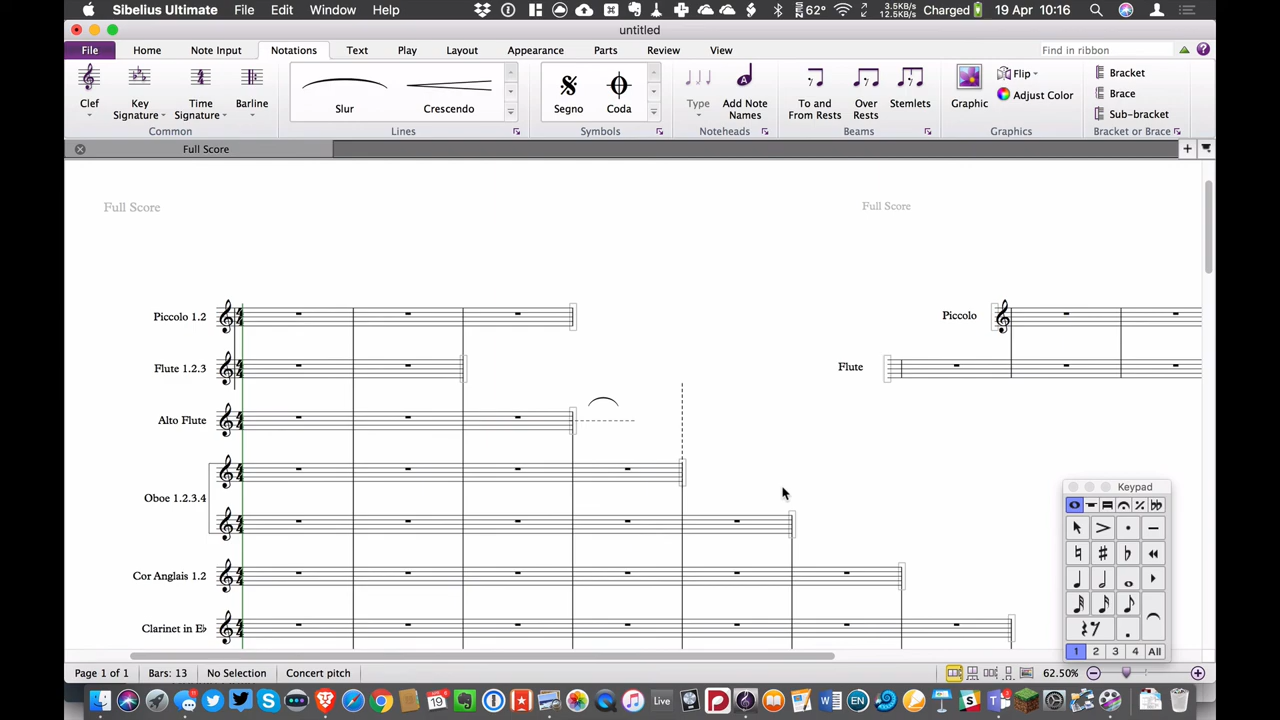 Sibelius Ultimate File Edit Window Help 3.5KB/s 12.5KB/s 62° Charged 19 Apr 10:16
untitled
File Home Note Input Notations Text Play Layout Appearance Parts Review View Find in ribbon
Clef Key Signature Time Signature Barline Slur Crescendo Segno Coda Type Add Note Names To and From Rests Over Rests Stemlets Graphic Flip Adjust Color Bracket Brace Sub-bracket
Common Lines Symbols Noteheads Beams Graphics Bracket or Brace
Full Score
Full Score Full Score
Piccolo 1.2 Piccolo
Flute 1.2.3 Flute
Alto Flute
Oboe 1.2.3.4
Keypad
Cor Anglais 1.2
Clarinet in E♭
1 2 3 4 All
Page 1 of 1 Bars: 13 No Selection Concert pitch 62.50%